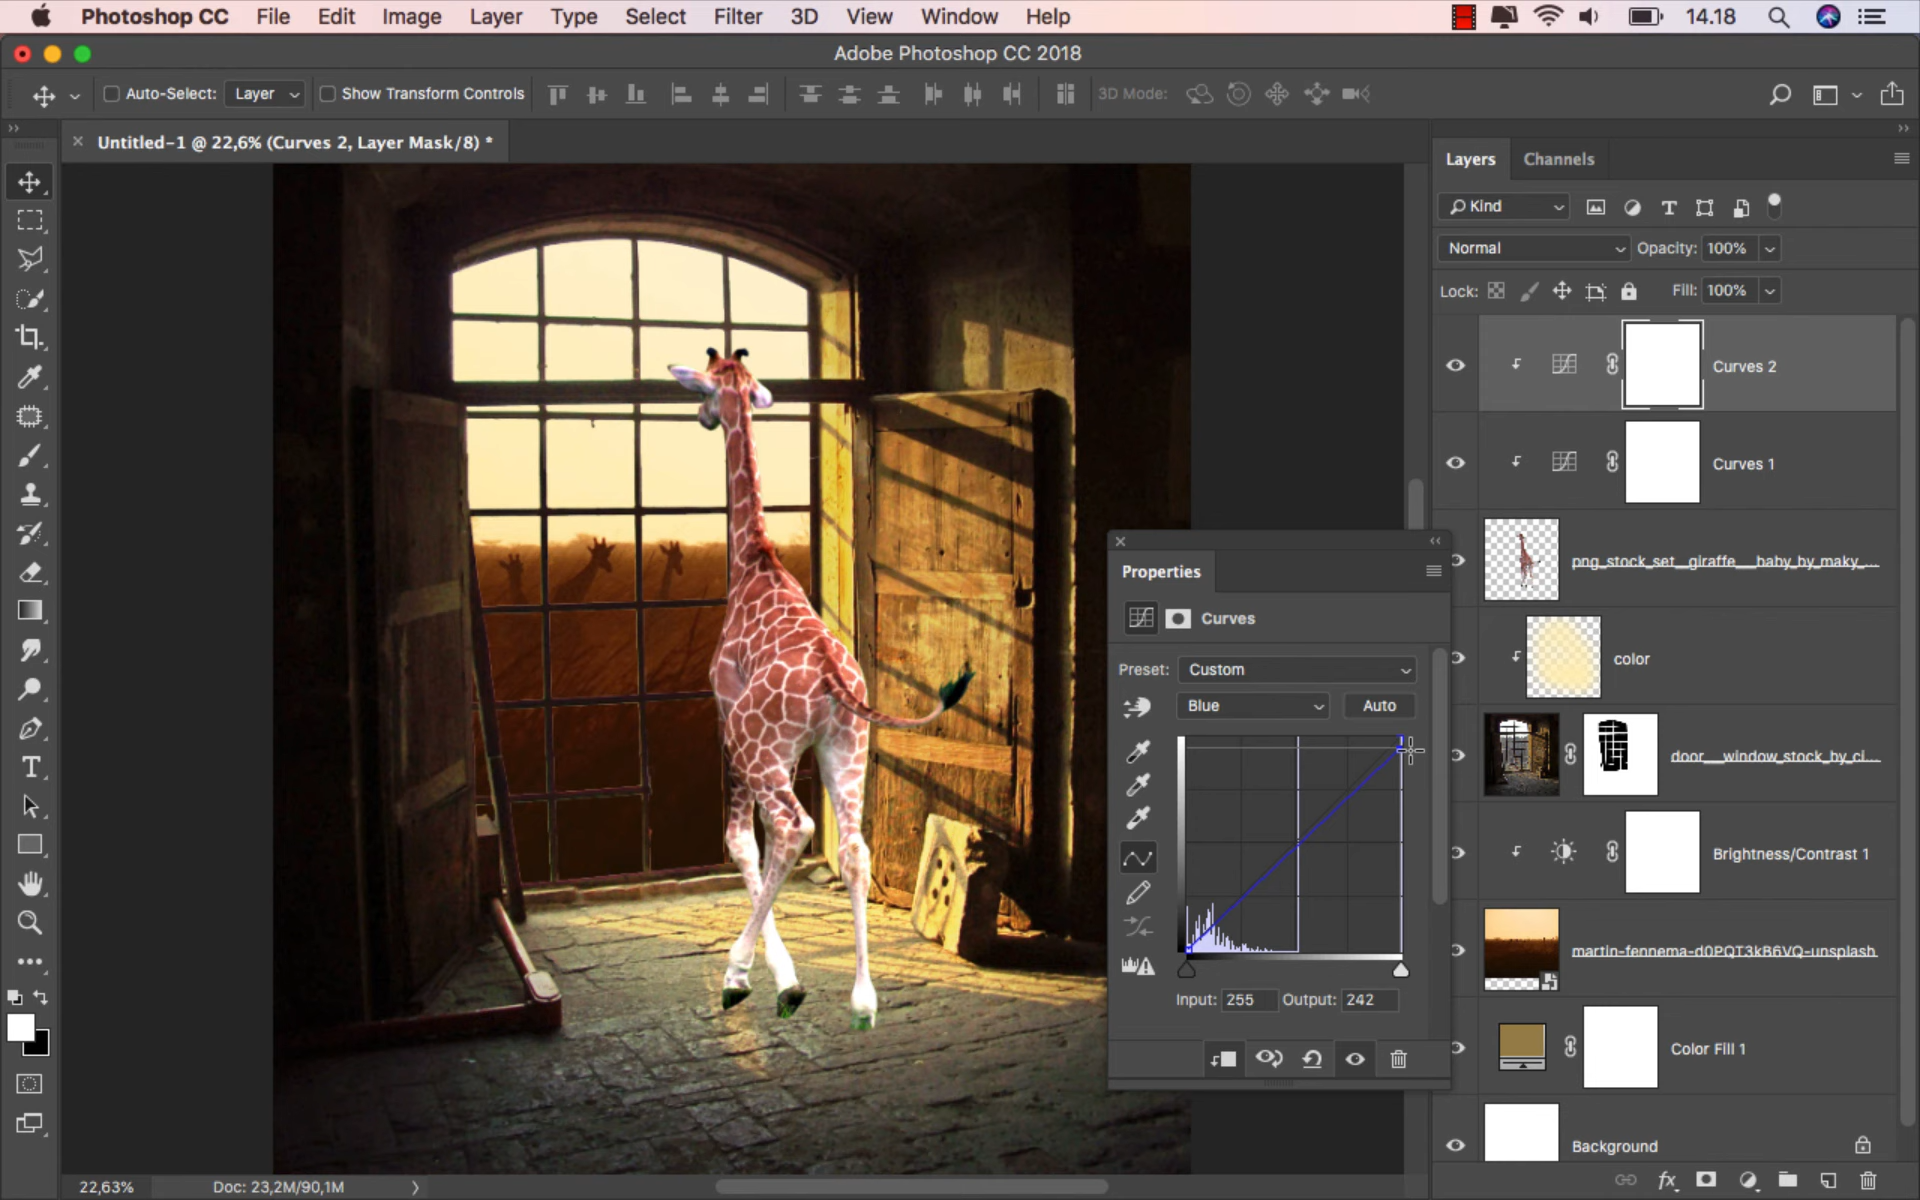 Photoshop CC File Edit Image Layer Type Select Filter 3D View Window Help 14.18
Adobe Photoshop CC 2018
Auto-Select: Layer Show Transform Controls 3D Mode:
Untitled-1 @ 22,6% (Curves 2, Layer Mask/8) *
Layers Channels
Kind
Normal Opacity: 100%
Lock: Fill: 100%
Curves 2
Curves 1
png_stock_set__giraffe___baby_by_maky_...
color
door___window_stock_by_ci...
Brightness/Contrast 1
martin-fennema-d0PQT3kB6VQ-unsplash
Color Fill 1
Background
Properties
Curves
Preset: Custom
Blue Auto
Input: 255 Output: 242
22,63% Doc: 23,2M/90,1M